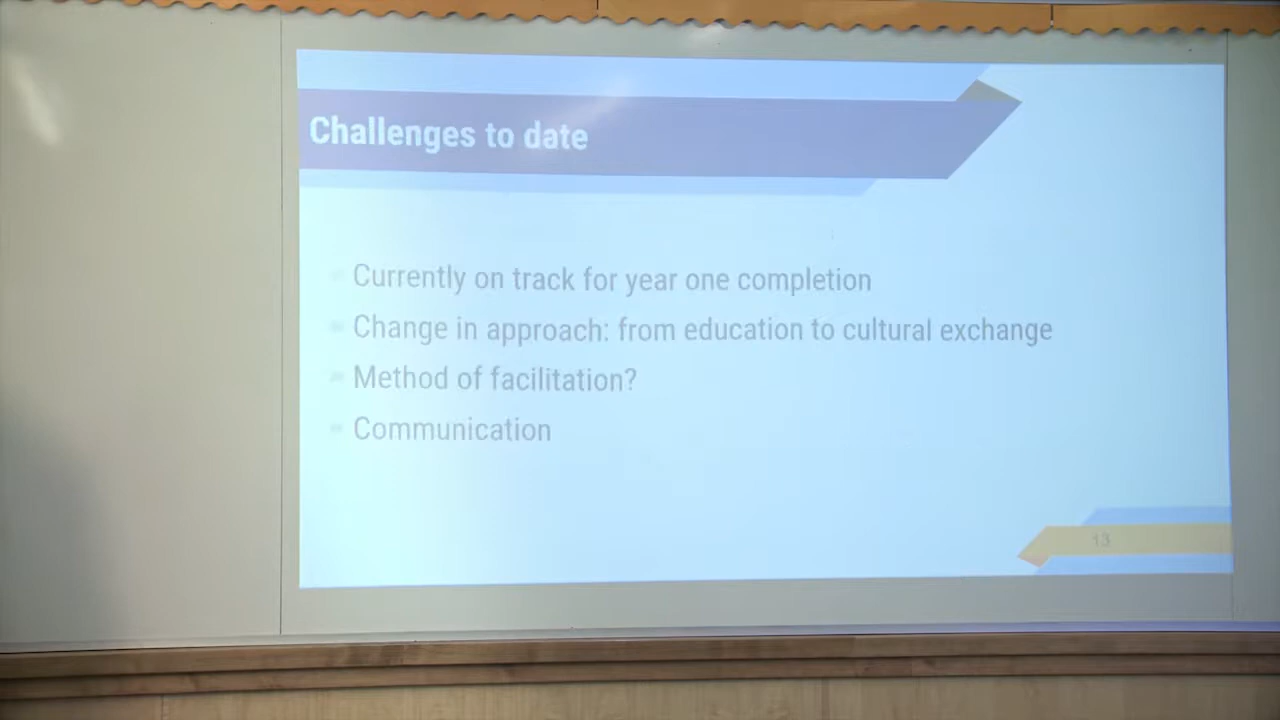 Challenges to date
Currently on track for year one completion
Change in approach: from education to cultural exchange
Method of facilitation?
Communication
13